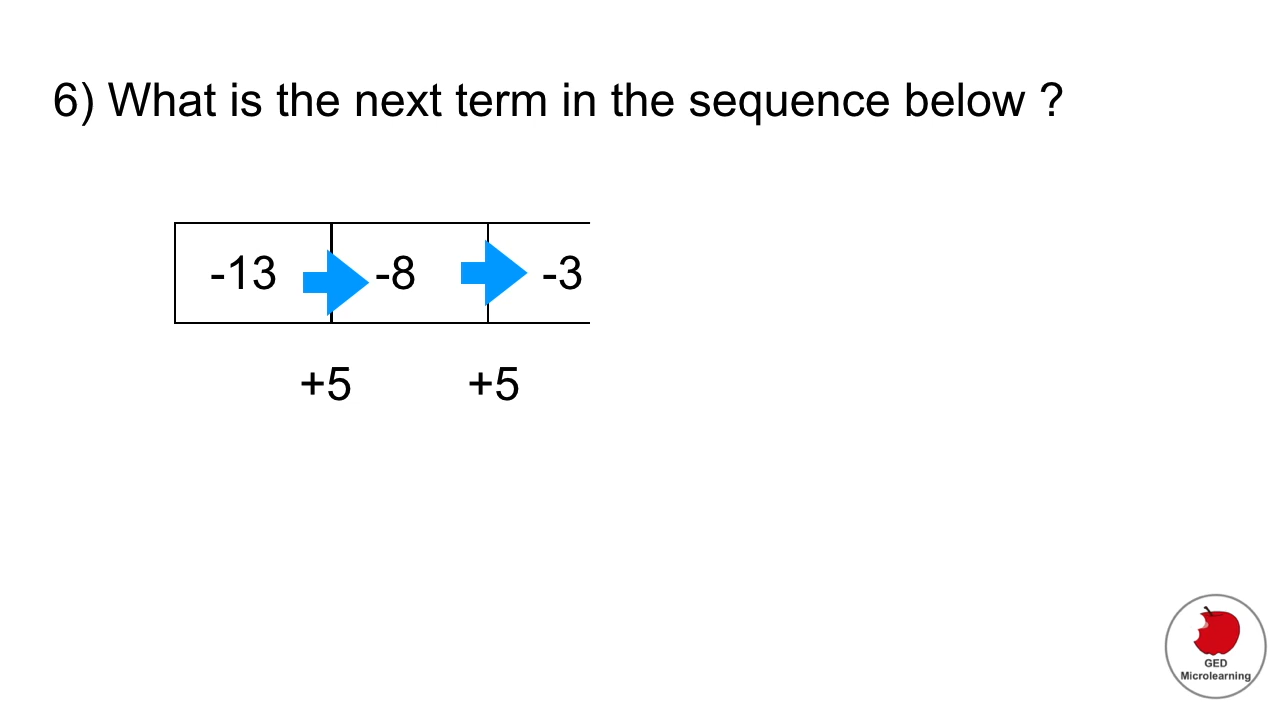 6) What is the next term in the sequence below ?
-13 -8 -3
+5 +5
GED
Microlearning